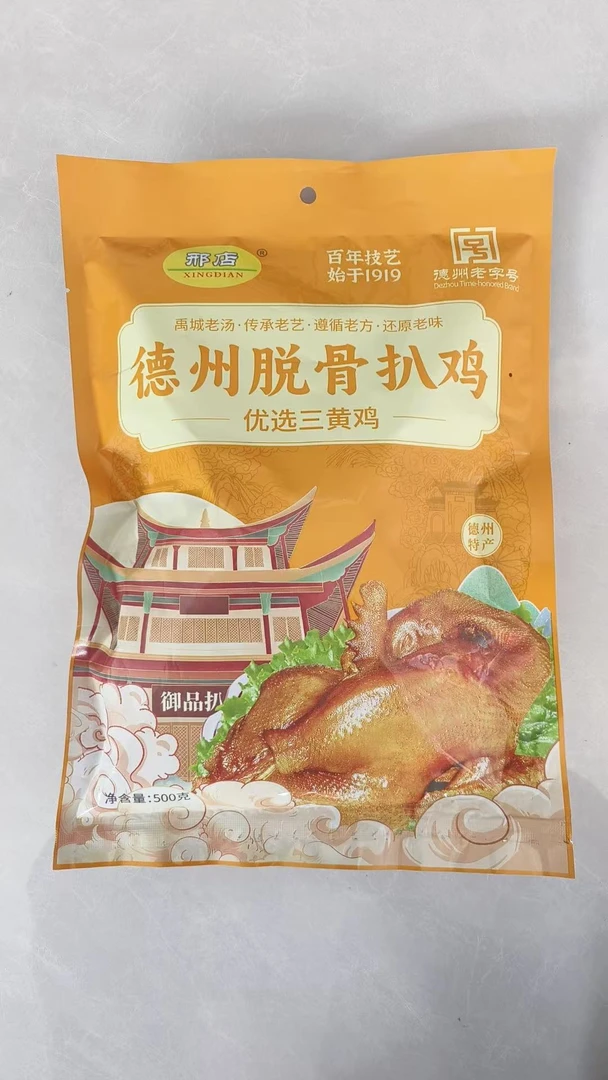 邢店®
XINGDIAN
百年技艺
始于1919
德州老字号
Dezhou Time-honored Brand
禹城老汤·传承老艺·遵循老方·还原老味
德州脱骨扒鸡
优选三黄鸡
德州
特产
御品扒
净含量:500克